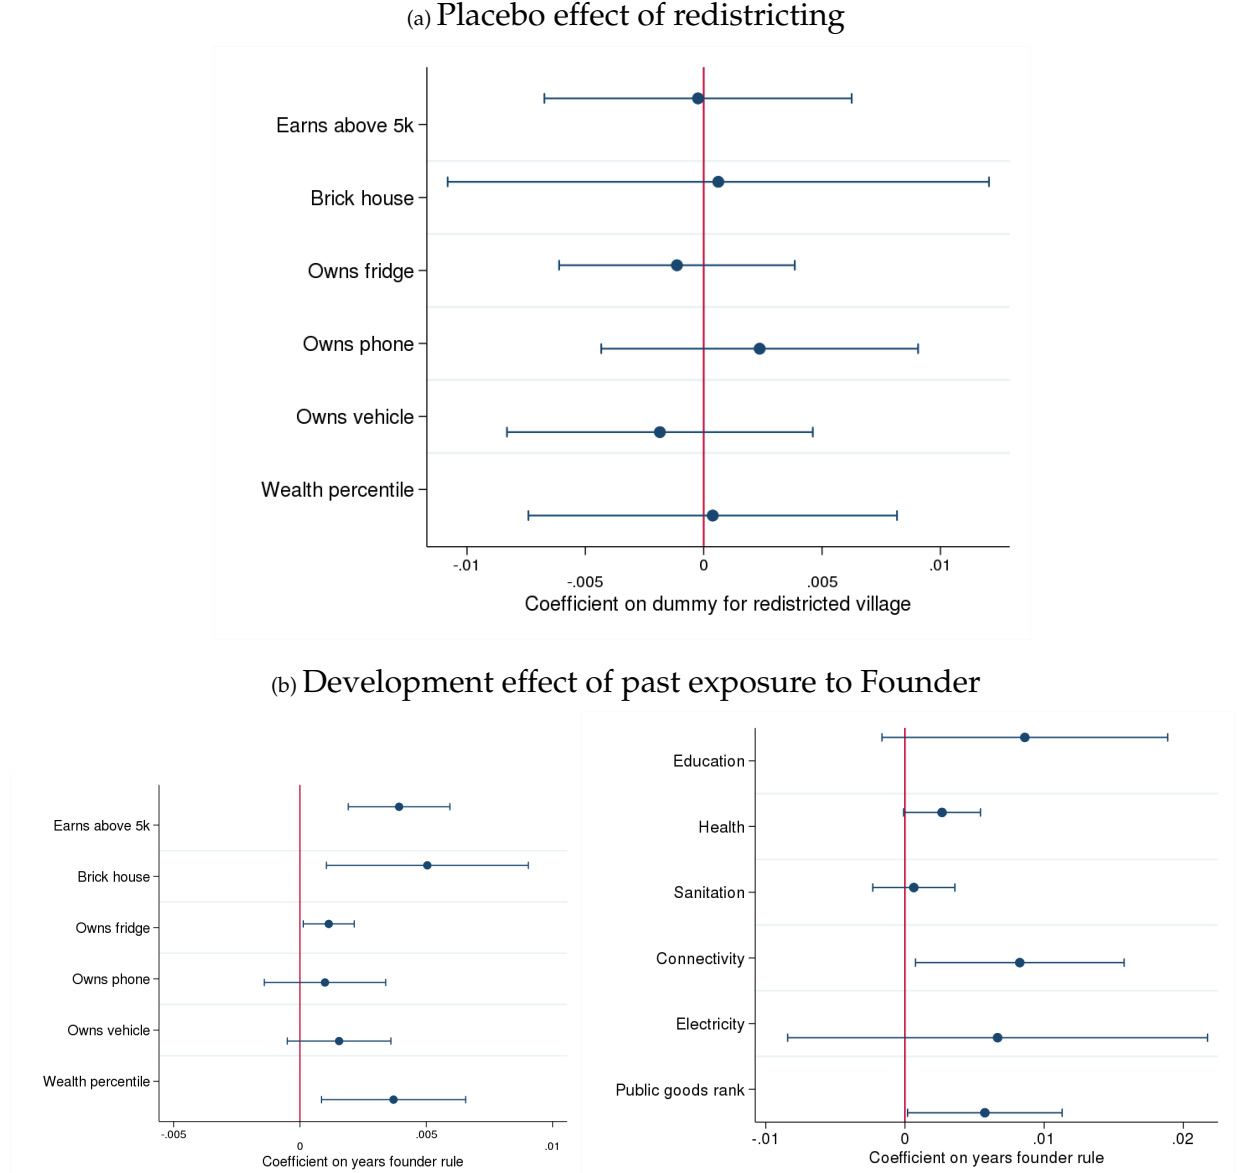 (a) Placebo effect of redistricting
Earns above 5k
Brick house
Owns fridge
Owns phone
Owns vehicle
Wealth percentile
-.01 0 .01
-.005 .005
Coefficient on dummy for redistricted village
(b) Development effect of past exposure to Founder
Earns above 5k
Brick house
Owns fridge
Owns phone
Owns vehicle
Wealth percentile
-.005 .005
0 .01
Coefficient on years founder rule
Education
Health
Sanitation
Connectivity
Electricity
Public goods rank
-.01 0 .01 .02
Coefficient on years founder rule